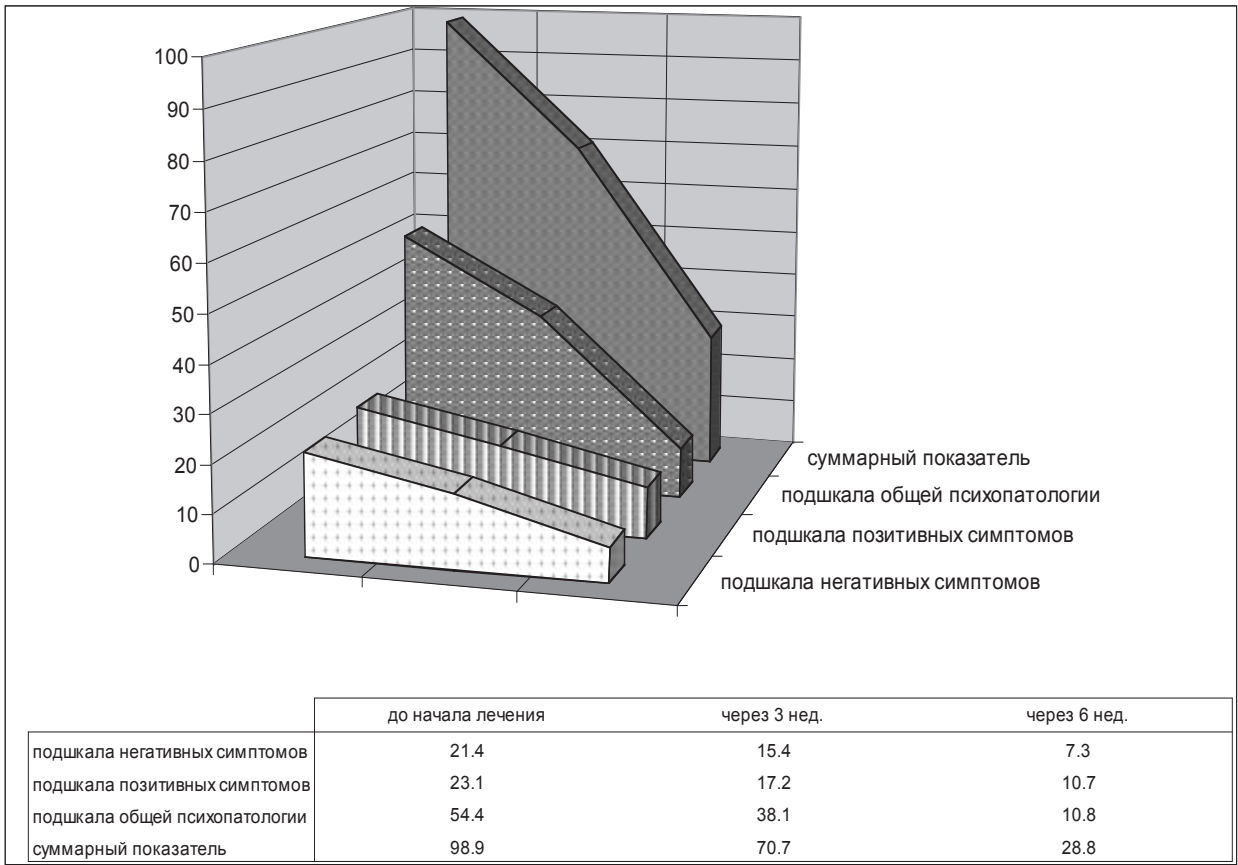 100
90
80
70
60
50
40
30
20
10
0
суммарный показатель
подшкала общей психопатологии
подшкала позитивных симптомов
подшкала негативных симптомов
до начала лечения через 3 нед. через 6 нед.
подшкала негативных симптомов 21.4 15.4 7.3
подшкала позитивных симптомов 23.1 17.2 10.7
подшкала общей психопатологии 54.4 38.1 10.8
суммарный показатель 98.9 70.7 28.8